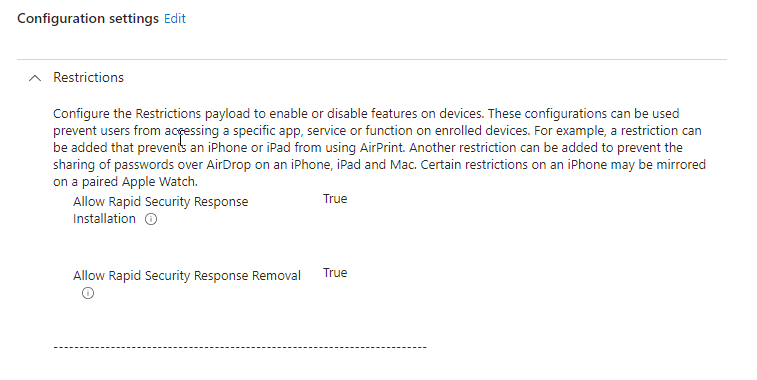 Configuration settings Edit
Restrictions
Configure the Restrictions payload to enable or disable features on devices. These configurations can be used
prevent users from accessing a specific app, service or function on enrolled devices. For example, a restriction can
be added that prevents an iPhone or iPad from using AirPrint. Another restriction can be added to prevent the
sharing of passwords over AirDrop on an iPhone, iPad and Mac. Certain restrictions on an iPhone may be mirrored
on a paired Apple Watch.
Allow Rapid Security Response True
Installation
Allow Rapid Security Response Removal True
------------------------------------------------------------------------